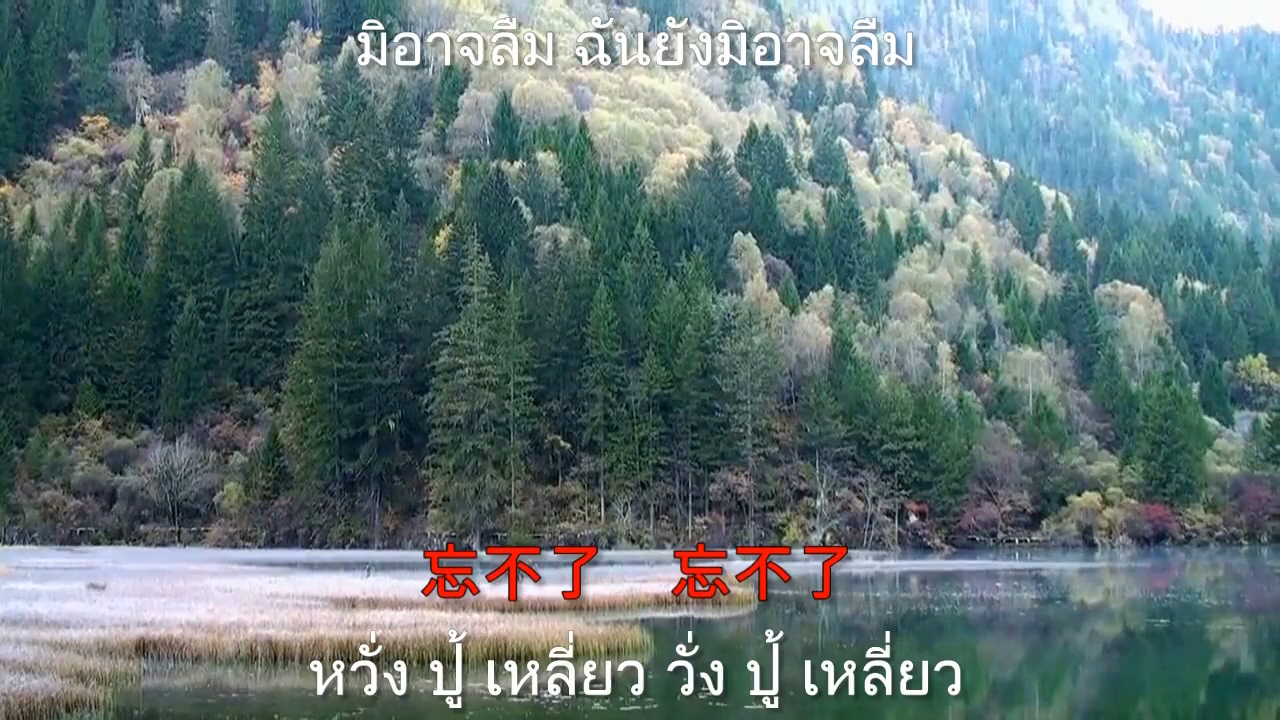 มิอาจลืม ฉันยังมิอาจลืม
忘不了 忘不了
หวั่ง ปู้ เหลี่ยว วั่ง ปู้ เหลี่ยว